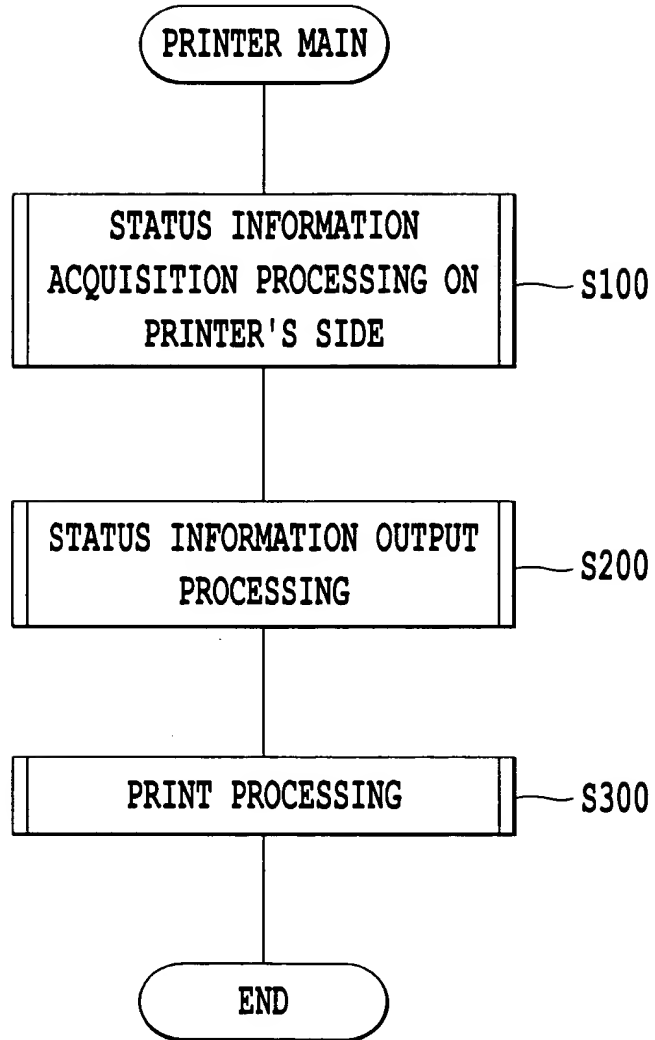 PRINTER MAIN
STATUS INFORMATION
ACQUISITION PROCESSING ON
PRINTER'S SIDE
S100
STATUS INFORMATION OUTPUT
PROCESSING
S200
PRINT PROCESSING
S300
END